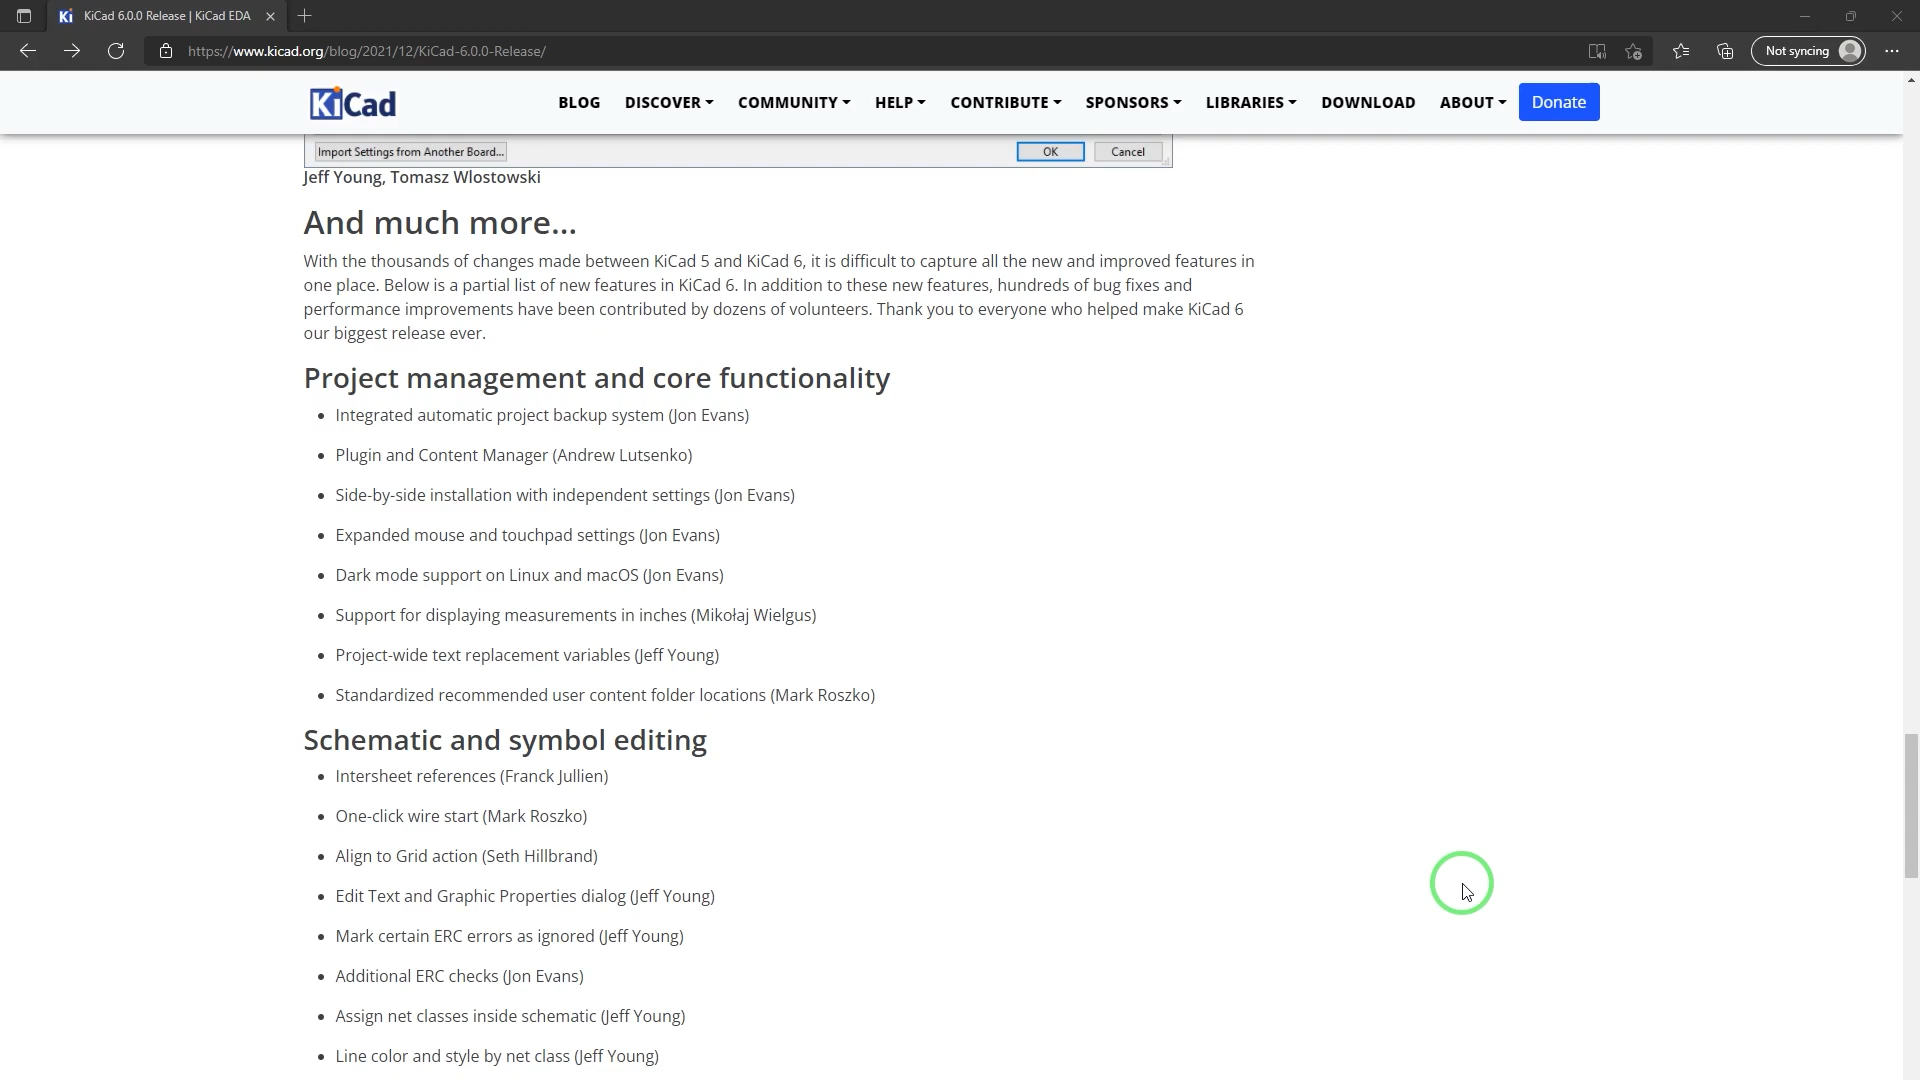 KiCad 6.0.0 Release | KiCad EDA
https://www.kicad.org/blog/2021/12/KiCad-6.0.0-Release/
Not syncing
KiCad
BLOG DISCOVER COMMUNITY HELP CONTRIBUTE SPONSORS LIBRARIES DOWNLOAD ABOUT Donate
Import Settings from Another Board... OK Cancel
Jeff Young, Tomasz Wlostowski
And much more...
With the thousands of changes made between KiCad 5 and KiCad 6, it is difficult to capture all the new and improved features in
one place. Below is a partial list of new features in KiCad 6. In addition to these new features, hundreds of bug fixes and
performance improvements have been contributed by dozens of volunteers. Thank you to everyone who helped make KiCad 6
our biggest release ever.
Project management and core functionality
• Integrated automatic project backup system (Jon Evans)
• Plugin and Content Manager (Andrew Lutsenko)
• Side-by-side installation with independent settings (Jon Evans)
• Expanded mouse and touchpad settings (Jon Evans)
• Dark mode support on Linux and macOS (Jon Evans)
• Support for displaying measurements in inches (Mikołaj Wielgus)
• Project-wide text replacement variables (Jeff Young)
• Standardized recommended user content folder locations (Mark Roszko)
Schematic and symbol editing
• Intersheet references (Franck Jullien)
• One-click wire start (Mark Roszko)
• Align to Grid action (Seth Hillbrand)
• Edit Text and Graphic Properties dialog (Jeff Young)
• Mark certain ERC errors as ignored (Jeff Young)
• Additional ERC checks (Jon Evans)
• Assign net classes inside schematic (Jeff Young)
• Line color and style by net class (Jeff Young)